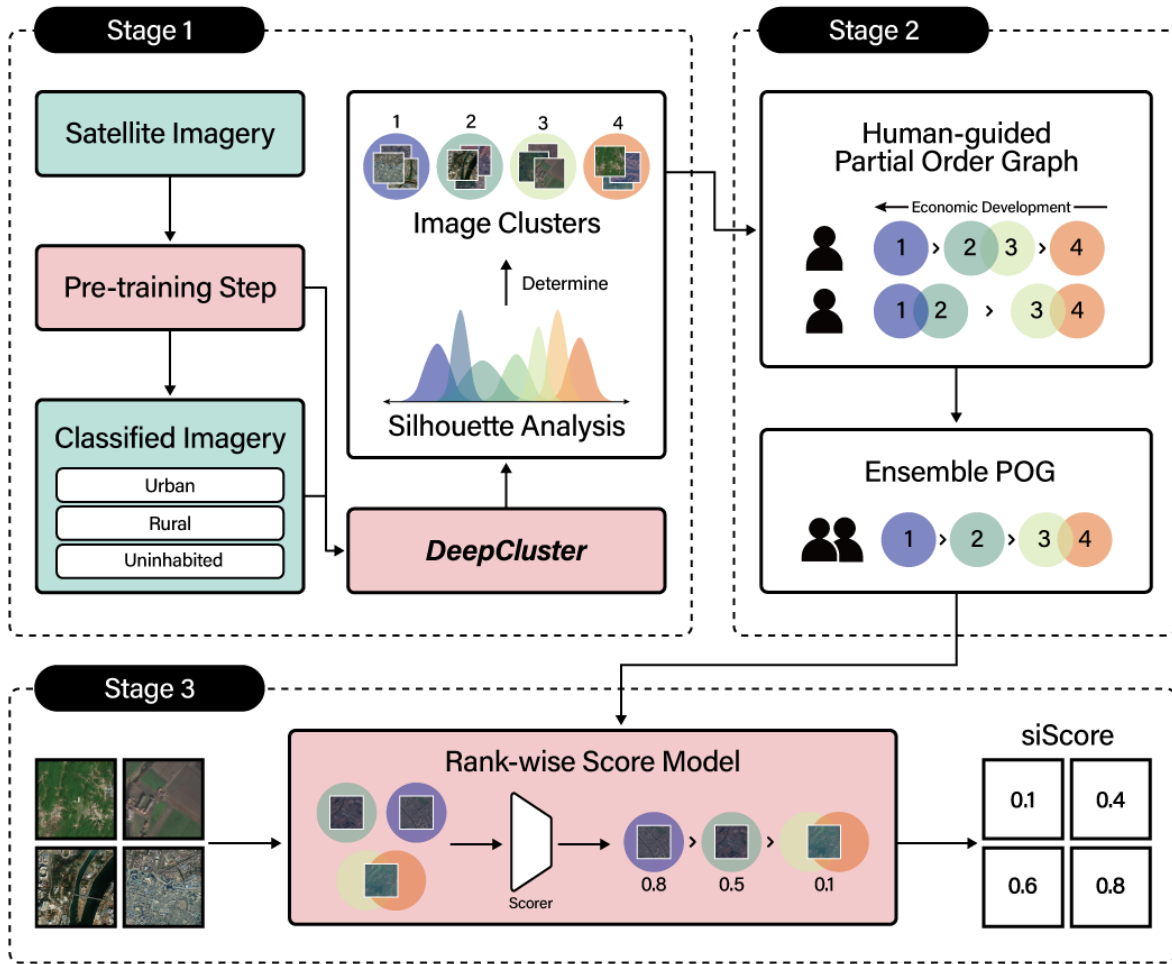 Stage 1
Satellite Imagery
Pre-training Step
Classified Imagery
Urban
Rural
Uninhabited
1 2 3 4
Image Clusters
Determine
Silhouette Analysis
DeepCluster
Stage 2
Human-guided
Partial Order Graph
Economic Development
1 > 2 3 > 4
1 2 > 3 4
Ensemble POG
1 > 2 > 3 4
Stage 3
Rank-wise Score Model
Scorer
> >
0.8 0.5 0.1
siScore
0.1 0.4
0.6 0.8